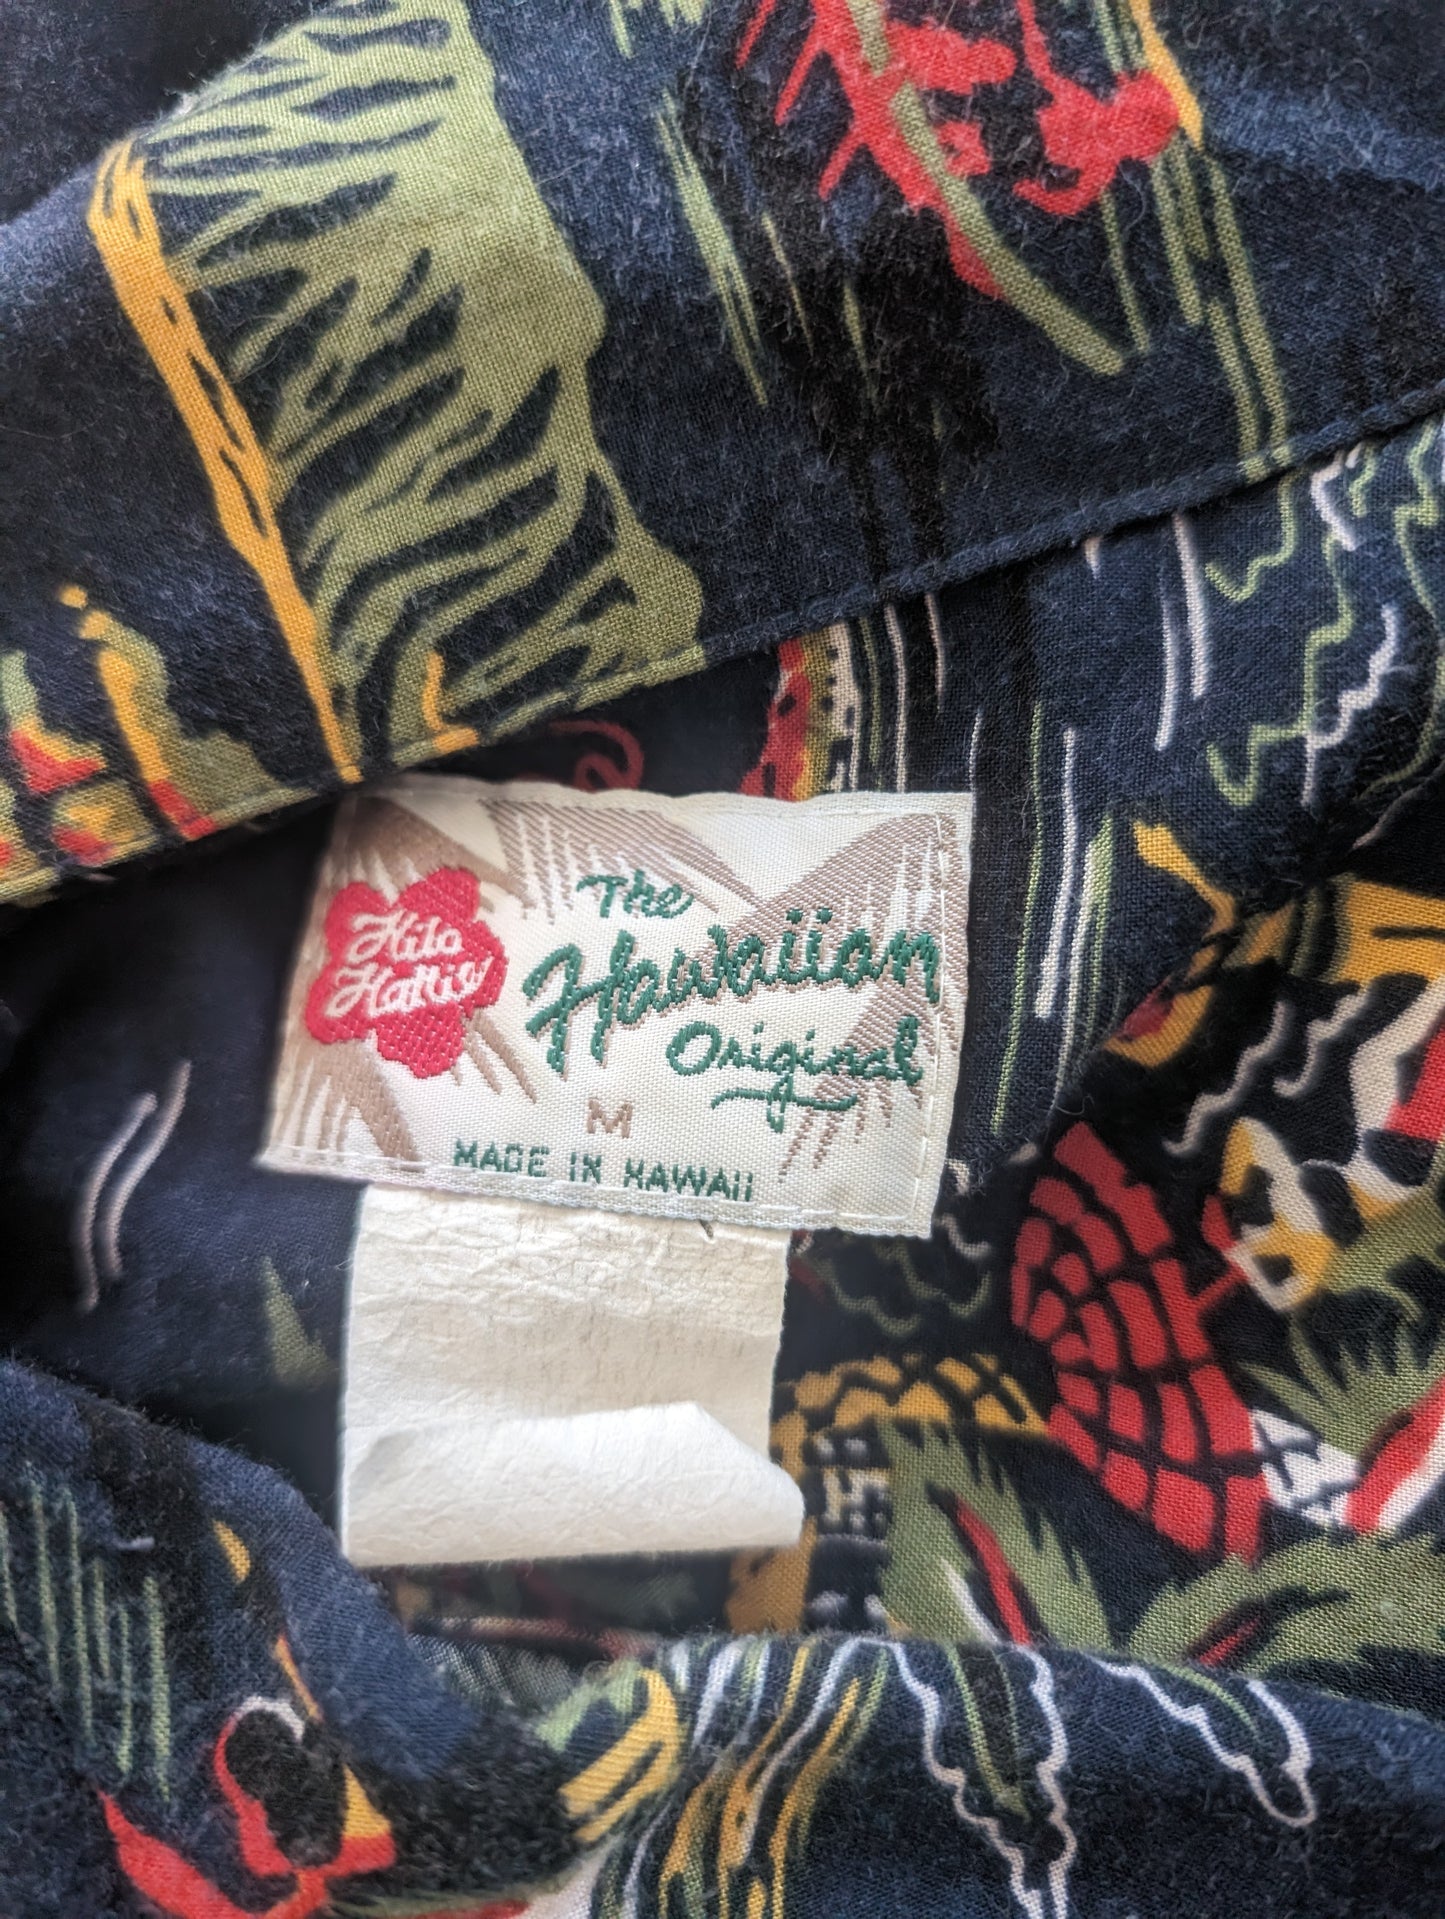 Hilo
Hattie
The
Hawaiian
Original
M
MADE IN HAWAII